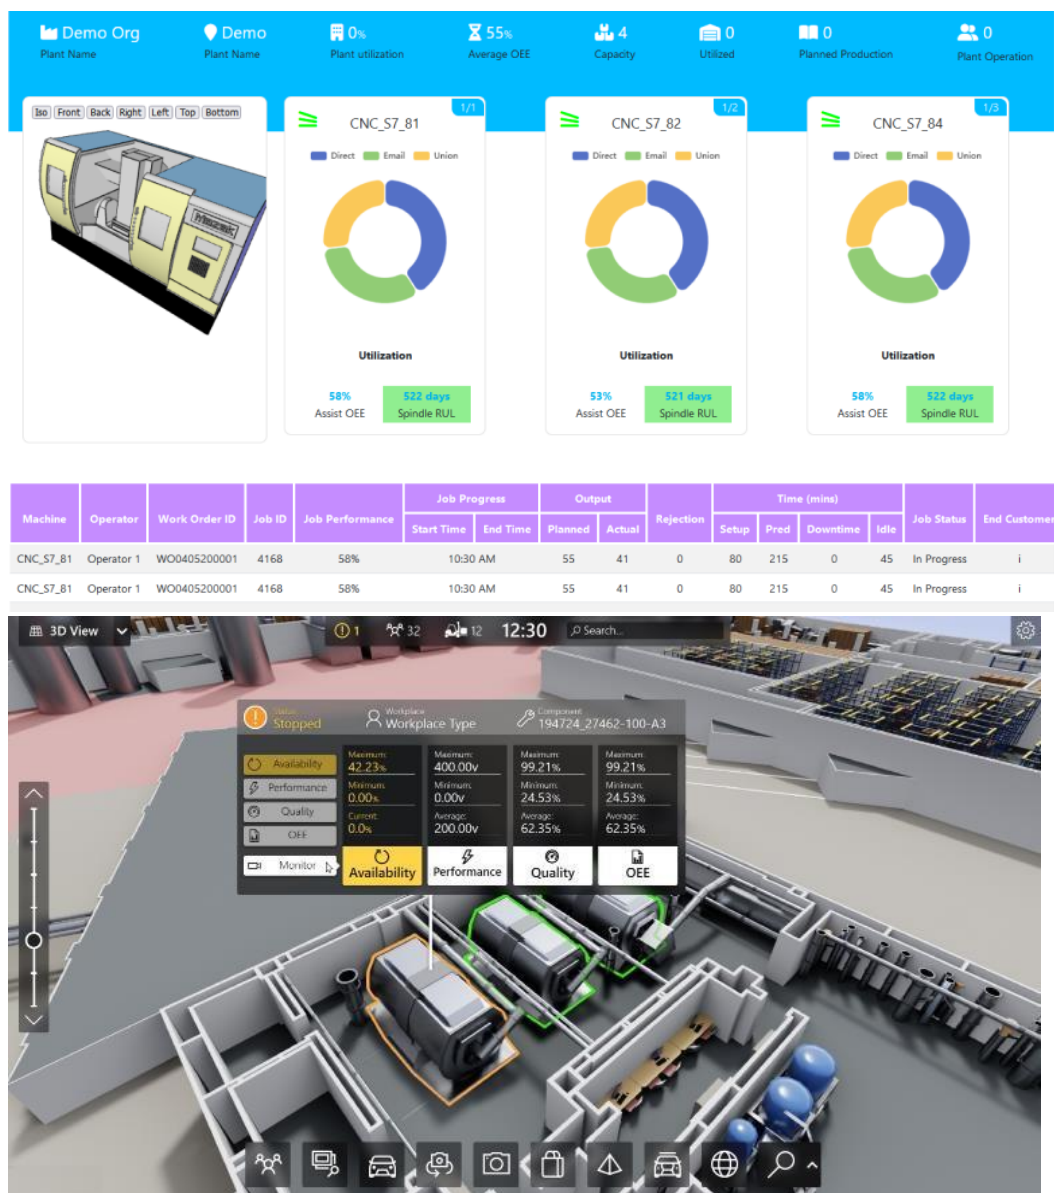 Demo Org Demo 0% 55% 4 0 0 0
Plant Name Plant Name Plant utilization Average OEE Capacity Utilized Planned Production Plant Operation
Iso Front Back Right Left Top Bottom
Mazak
1/1
CNC_S7_81
Direct Email Union
Utilization
58% 522 days
Assist OEE Spindle RUL
1/2
CNC_S7_82
Direct Email Union
Utilization
53% 521 days
Assist OEE Spindle RUL
1/3
CNC_S7_84
Direct Email Union
Utilization
58% 522 days
Assist OEE Spindle RUL
Job Progress Output Time (mins)
Machine Operator Work Order ID Job ID Job Performance Rejection Job Status End Customer
Start Time End Time Planned Actual Setup Pred Downtime Idle
CNC_S7_81 Operator 1 WO0405200001 4168 58% 10:30 AM 55 41 0 80 215 0 45 In Progress i
CNC_S7_81 Operator 1 WO0405200001 4168 58% 10:30 AM 55 41 0 80 215 0 45 In Progress i
3D View 1 32 12 12:30 Search...
Status Workplace Component
Stopped Workplace Type 194724_27462-100-A3
Availability
Performance
Quality
OEE
Monitor
Maximum: Maximum: Maximum: Maximum:
42.23% 400.00v 99.21% 99.21%
Minimum: Minimum: Minimum: Minimum:
0.00% 0.00v 24.53% 24.53%
Current: Average: Average: Average:
0.0% 200.00v 62.35% 62.35%
Availability Performance Quality OEE